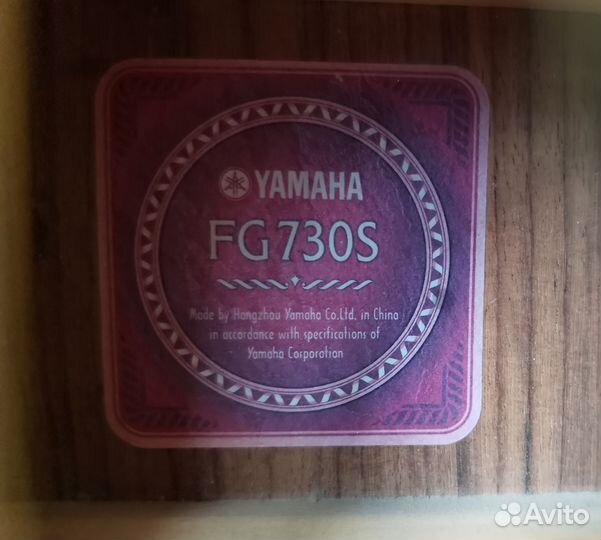 YAMAHA
FG730S
Made by Hangzhou Yamaha Co.Ltd. in China
in accordance with specifications of
Yamaha Corporation
Avito